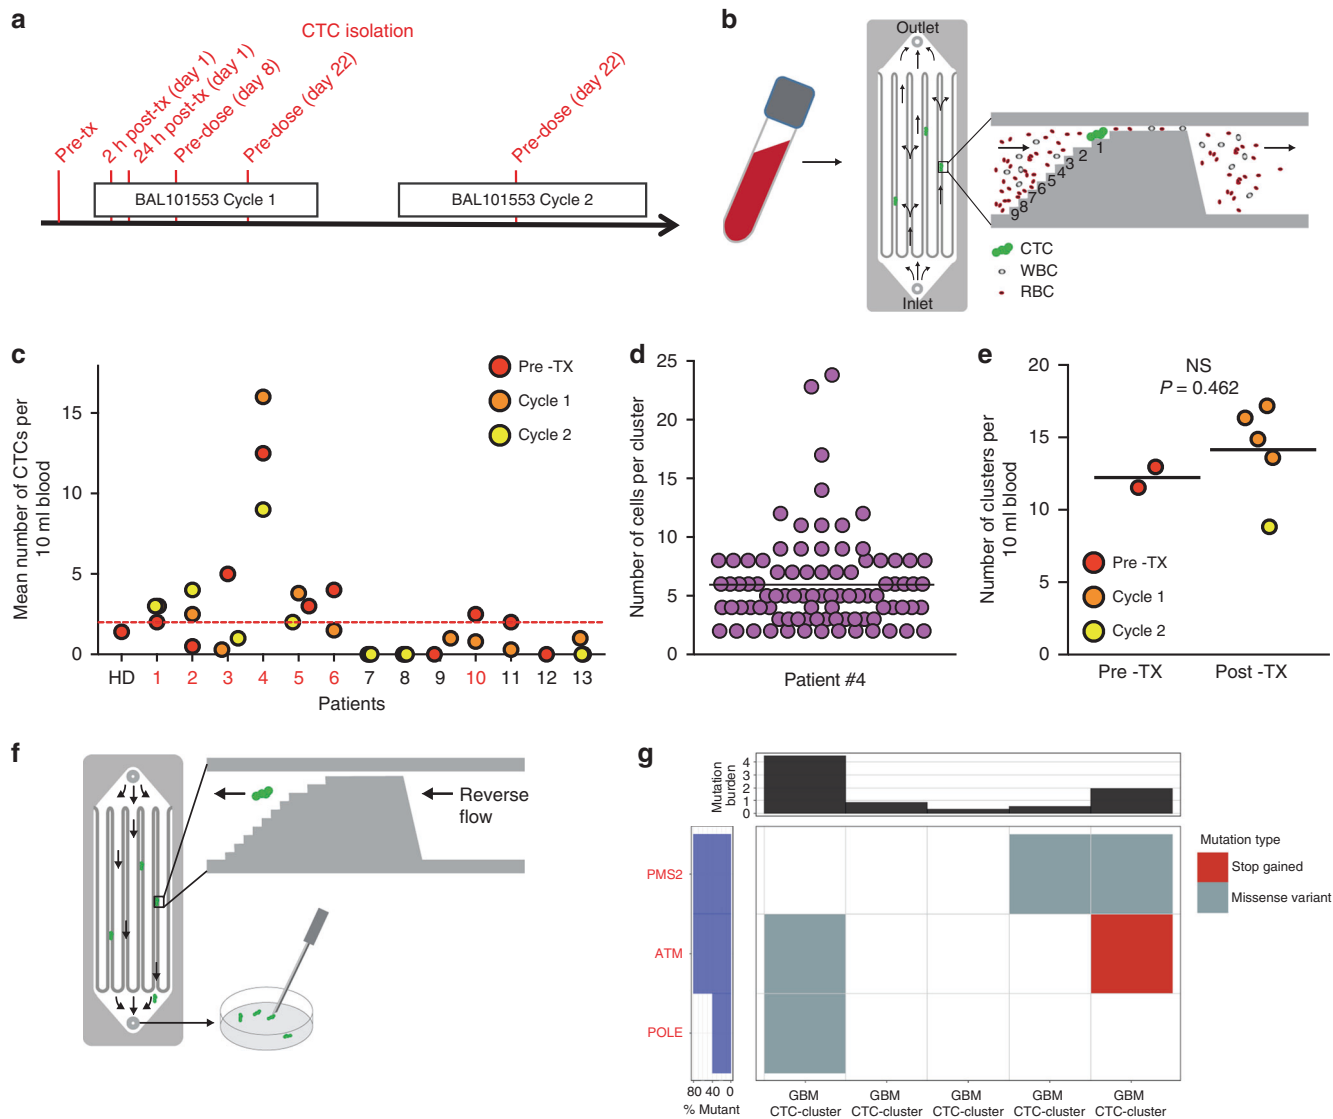 a
CTC isolation
Pre-tx
2 h post-tx (day 1)
24 h post-tx (day 1)
Pre-dose (day 8)
Pre-dose (day 22)
Pre-dose (day 22)
BAL101553 Cycle 1
BAL101553 Cycle 2
b
Outlet
Inlet
1
2
3
4
5
6
7
8
9
CTC
WBC
RBC
c
Mean number of CTCs per
10 ml blood
15
10
5
0
Pre -TX
Cycle 1
Cycle 2
HD 1 2 3 4 5 6 7 8 9 10 11 12 13
Patients
d
Number of cells per cluster
25
20
15
10
5
0
Patient #4
e
Number of clusters per
10 ml blood
20
15
10
5
0
NS
P = 0.462
Pre -TX
Cycle 1
Cycle 2
Pre -TX Post -TX
f
Reverse
flow
g
Mutation
burden
4
3
2
1
0
PMS2
ATM
POLE
80 40 0
% Mutant
GBM
CTC-cluster
GBM
CTC-cluster
GBM
CTC-cluster
GBM
CTC-cluster
GBM
CTC-cluster
Mutation type
Stop gained
Missense variant